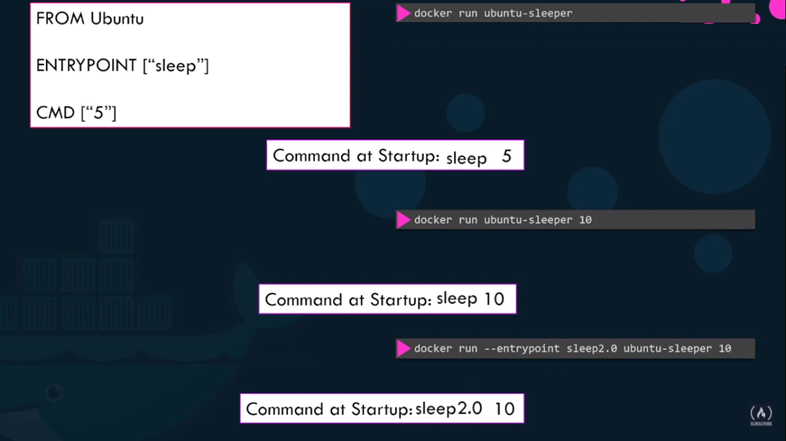 FROM Ubuntu
docker run ubuntu-sleeper
ENTRYPOINT [“sleep”]
CMD [“5”]
Command at Startup: sleep 5
docker run ubuntu-sleeper 10
Command at Startup: sleep 10
docker run --entrypoint sleep2.0 ubuntu-sleeper 10
Command at Startup: sleep2.0 10
SUBSCRIBE